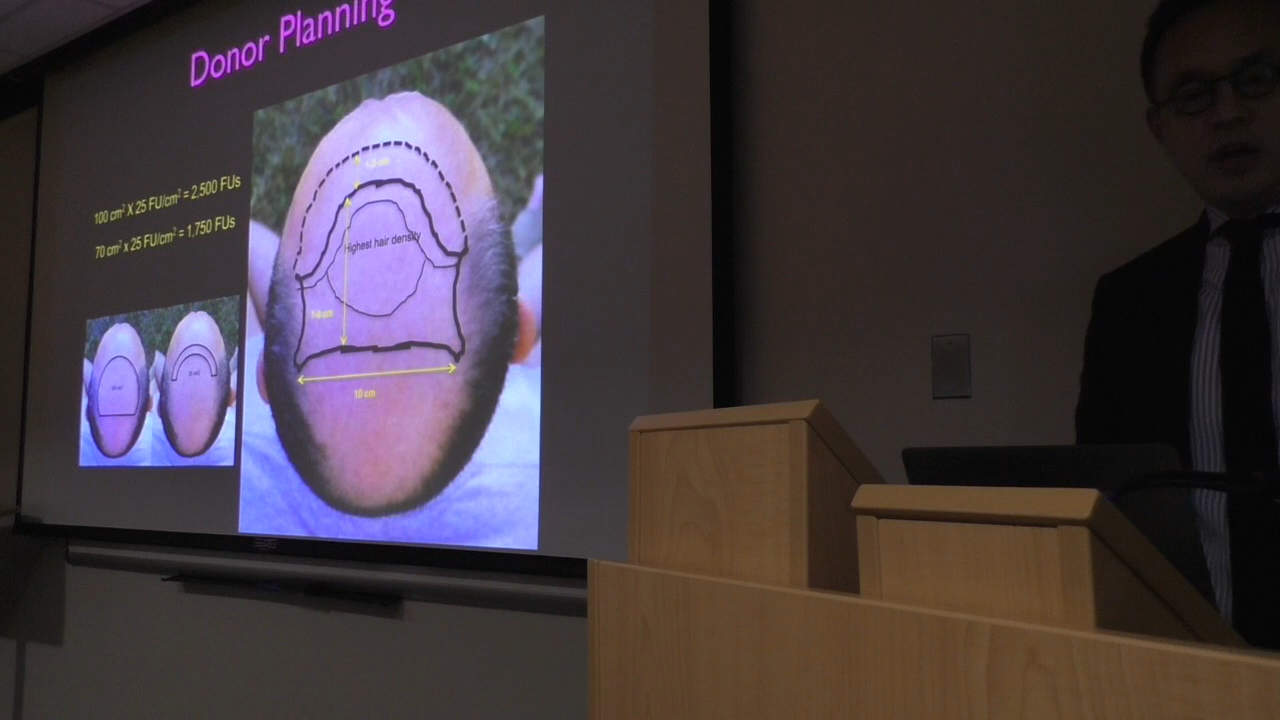 Donor Planning
100 cm² X 25 FU/cm² = 2,500 FUs
70 cm² x 25 FU/cm² = 1,750 FUs
Highest hair density
10 cm